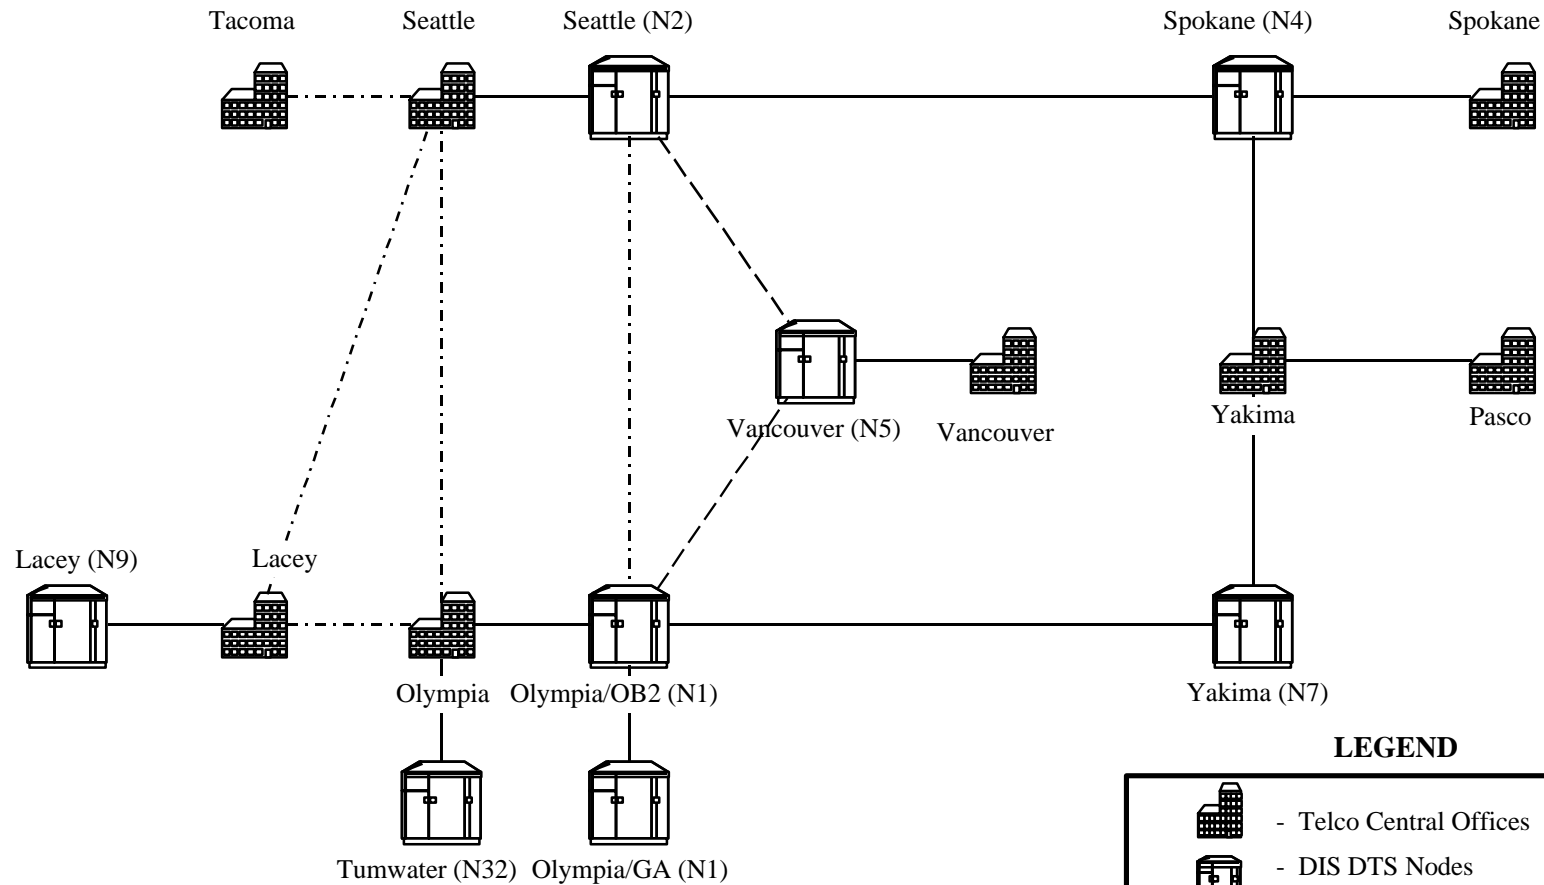 Tacoma
Seattle
Seattle (N2)
Spokane (N4)
Spokane
Vancouver (N5)
Vancouver
Yakima
Pasco
Lacey (N9)
Lacey
Olympia
Olympia/OB2 (N1)
Yakima (N7)
LEGEND
- Telco Central Offices
- DIS DTS Nodes
Tumwater (N32)
Olympia/GA (N1)